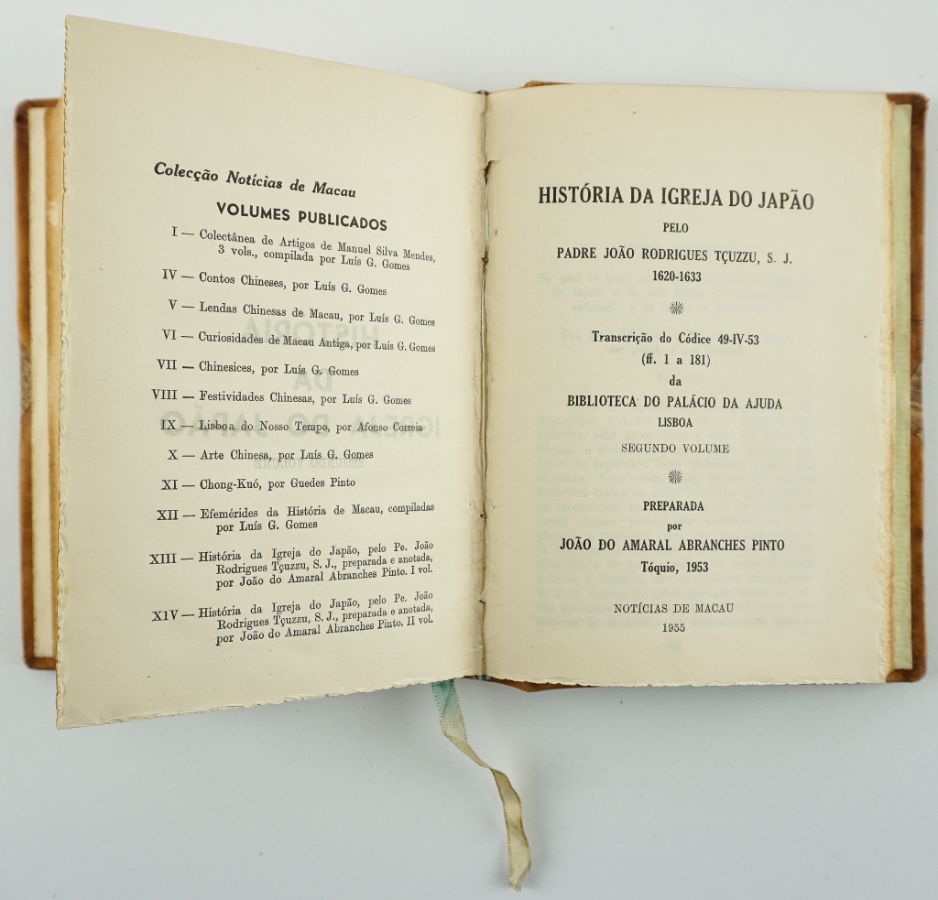 Colecção Notícias de Macau
VOLUMES PUBLICADOS
I — Colectânea de Artigos de Manuel Silva Mendes,
3 vols., compilada por Luís G. Gomes
IV — Contos Chineses, por Luís G. Gomes
V — Lendas Chinesas de Macau, por Luís G. Gomes
VI — Curiosidades de Macau Antiga, por Luís G. Gomes
VII — Chinesices, por Luís G. Gomes
VIII — Festividades Chinesas, por Luís G. Gomes
IX — Lisboa do Nosso Tempo, por Afonso Correia
X — Arte Chinesa, por Luís G. Gomes
XI — Chong-Kuó, por Guedes Pinto
XII — Efemérides da História de Macau, compiladas
por Luís G. Gomes
XIII — História da Igreja do Japão, pelo Pe. João
Rodrigues Tçuzzu, S. J., preparada e anotada,
por João do Amaral Abranches Pinto. I vol.
XIV — História da Igreja do Japão, pelo Pe. João
Rodrigues Tçuzzu, S. J., preparada e anotada,
por João do Amaral Abranches Pinto. II vol.
HISTÓRIA DA IGREJA DO JAPÃO
PELO
PADRE JOÃO RODRIGUES TÇUZZU, S. J.
1620-1633
Transcrição do Códice 49-IV-53
(ff. 1 a 181)
da
BIBLIOTECA DO PALÁCIO DA AJUDA
LISBOA
SEGUNDO VOLUME
PREPARADA
por
JOÃO DO AMARAL ABRANCHES PINTO
Tóquio, 1953
NOTÍCIAS DE MACAU
1955